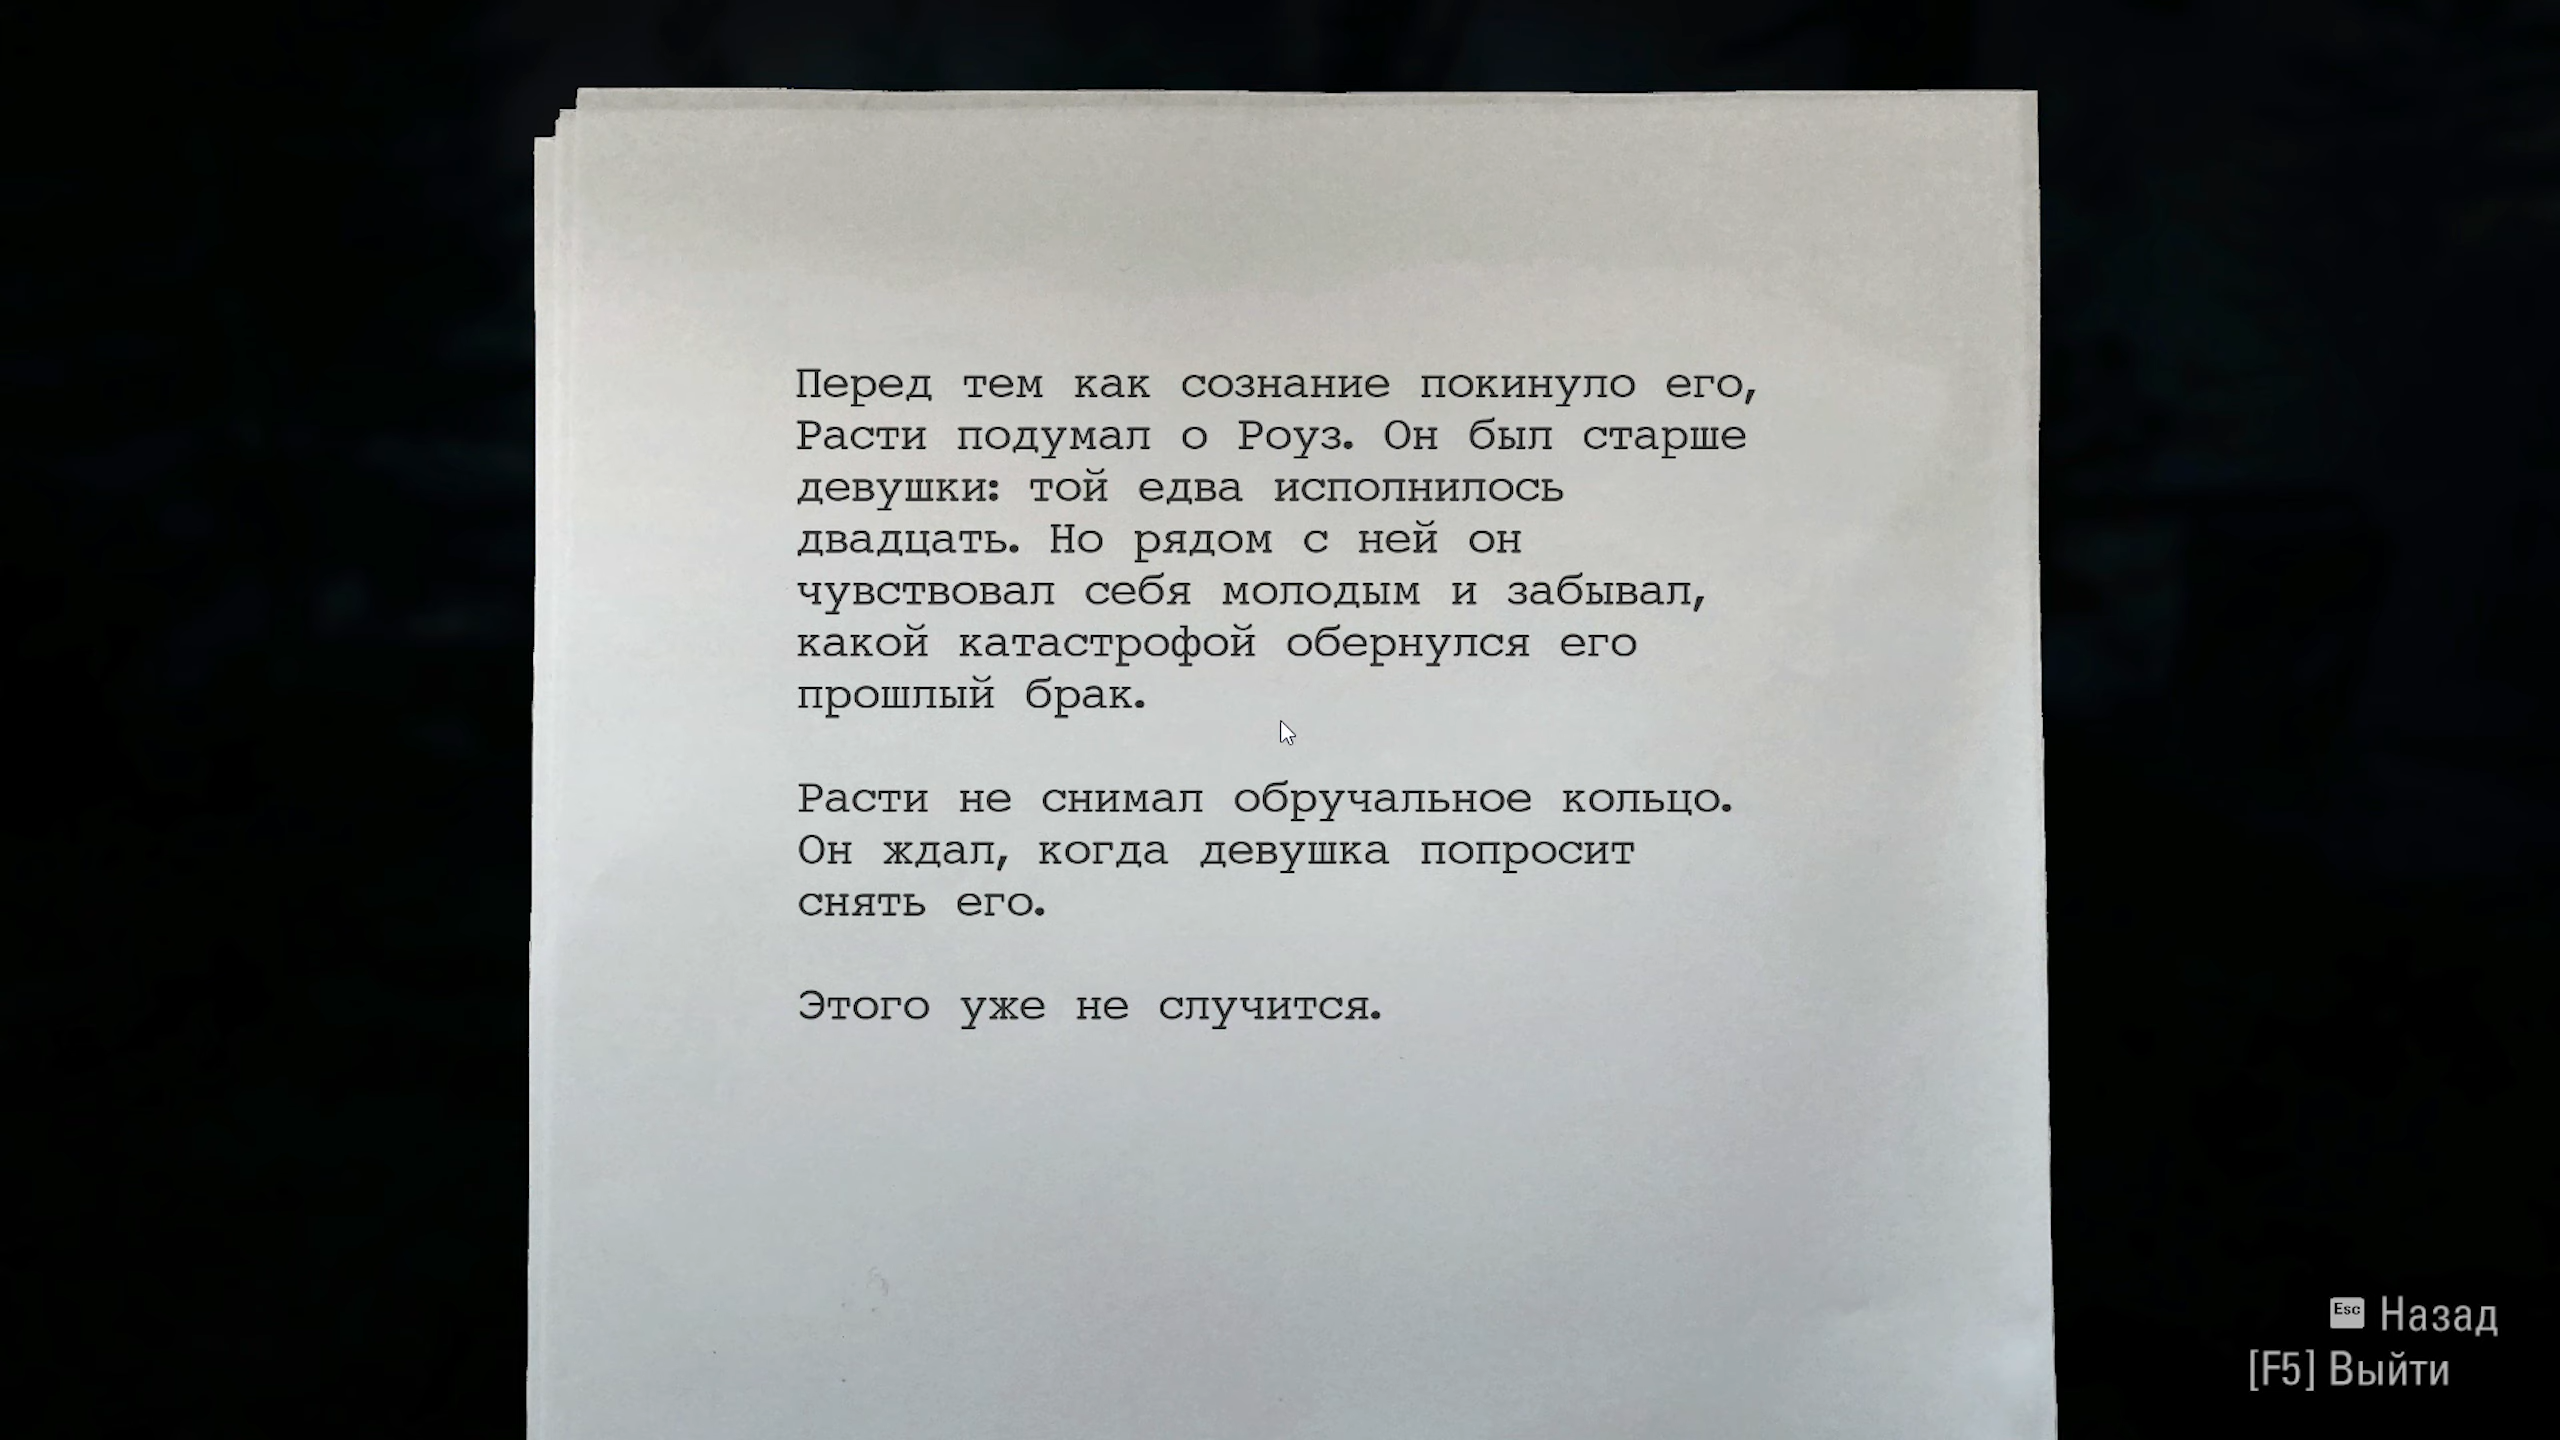 Перед тем как сознание покинуло его,
Расти подумал о Роуз. Он был старше
девушки: той едва исполнилось
двадцать. Но рядом с ней он
чувствовал себя молодым и забывал,
какой катастрофой обернулся его
прошлый брак.
Расти не снимал обручальное кольцо.
Он ждал, когда девушка попросит
снять его.
Этого уже не случится.
Esc Назад
[F5] Выйти